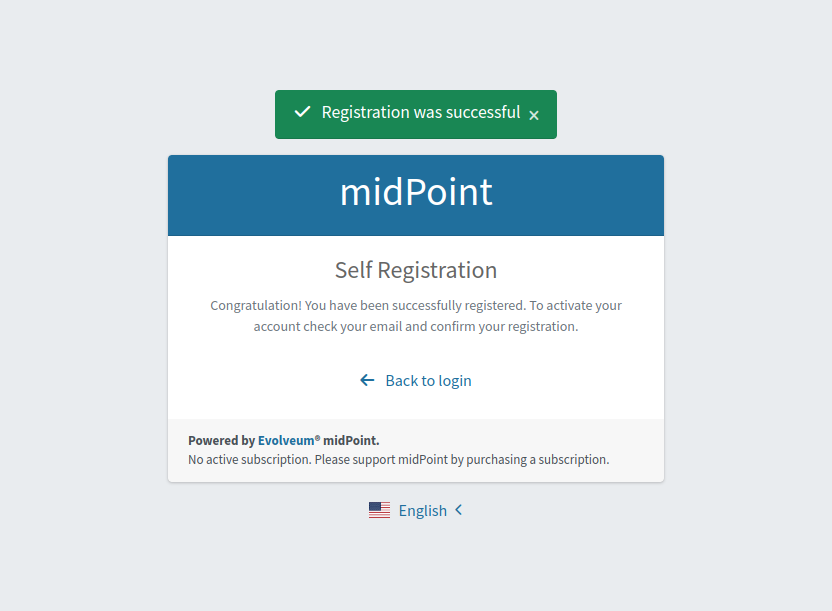 Registration was successful ×
midPoint
Self Registration
Congratulation! You have been successfully registered. To activate your
account check your email and confirm your registration.
Back to login
Powered by Evolveum® midPoint.
No active subscription. Please support midPoint by purchasing a subscription.
English